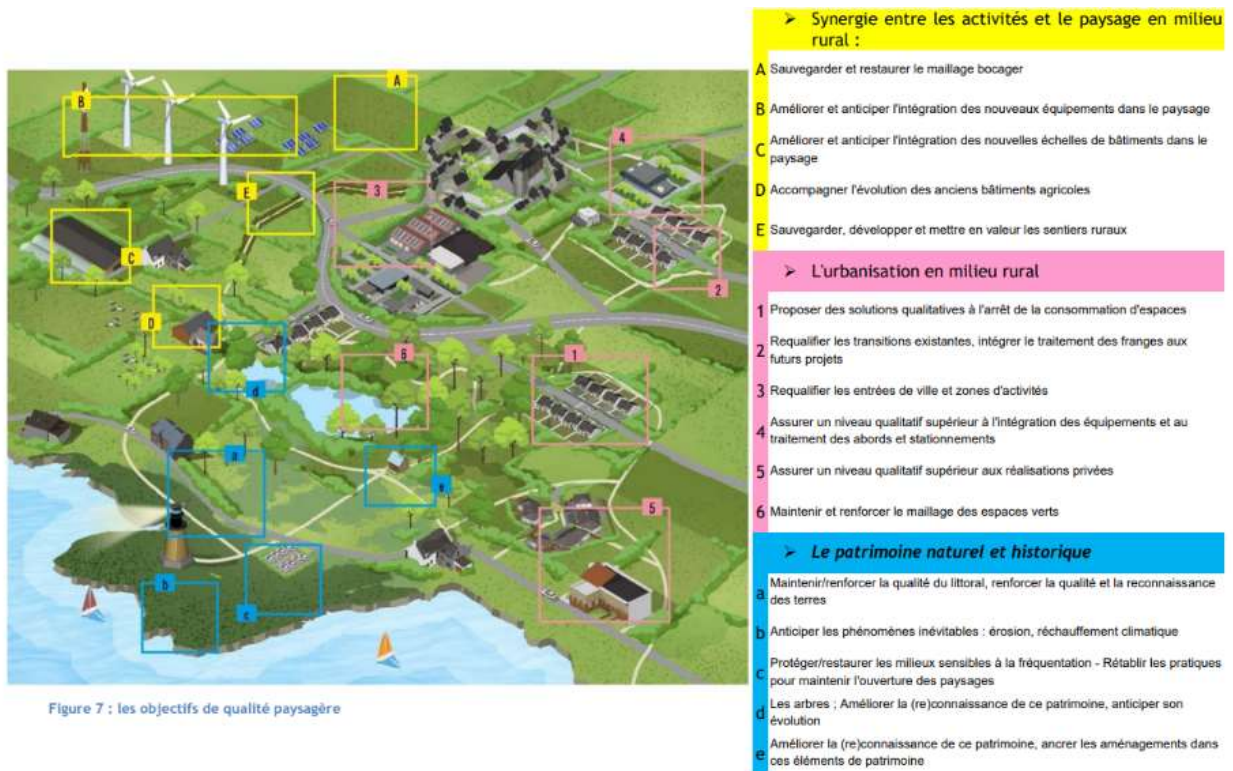 A
B
4
3
E
C
2
D
6
1
d
a
e
5
b
c
Figure 7 : les objectifs de qualité paysagère
➢ Synergie entre les activités et le paysage en milieu
rural :
A Sauvegarder et restaurer le maillage bocager
B Améliorer et anticiper l'intégration des nouveaux équipements dans le paysage
C Améliorer et anticiper l'intégration des nouvelles échelles de bâtiments dans le
paysage
D Accompagner l'évolution des anciens bâtiments agricoles
E Sauvegarder, développer et mettre en valeur les sentiers ruraux
➢ L'urbanisation en milieu rural
1 Proposer des solutions qualitatives à l'arrêt de la consommation d'espaces
2 Requalifier les transitions existantes, intégrer le traitement des franges aux
futurs projets
3 Requalifier les entrées de ville et zones d'activités
4 Assurer un niveau qualitatif supérieur à l'intégration des équipements et au
traitement des abords et stationnements
5 Assurer un niveau qualitatif supérieur aux réalisations privées
6 Maintenir et renforcer le maillage des espaces verts
➢ Le patrimoine naturel et historique
a Maintenir/renforcer la qualité du littoral, renforcer la qualité et la reconnaissance
des terres
b Anticiper les phénomènes inévitables : érosion, réchauffement climatique
c Protéger/restaurer les milieux sensibles à la fréquentation - Rétablir les pratiques
pour maintenir l'ouverture des paysages
d Les arbres ; Améliorer la (re)connaissance de ce patrimoine, anticiper son
évolution
e Améliorer la (re)connaissance de ce patrimoine, ancrer les aménagements dans
ces éléments de patrimoine